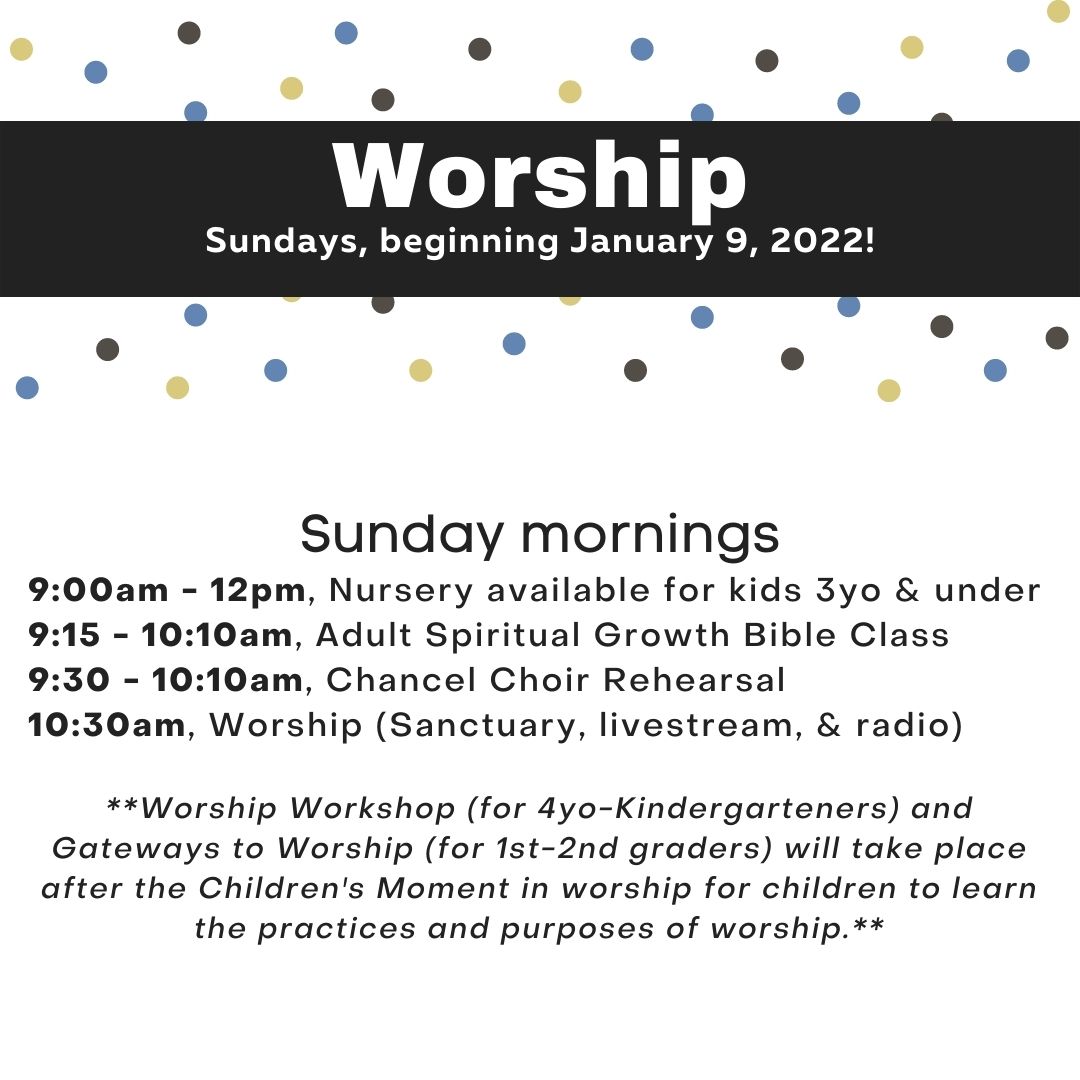 Worship
Sundays, beginning January 9, 2022!
Sunday mornings
9:00am - 12pm, Nursery available for kids 3yo & under
9:15 - 10:10am, Adult Spiritual Growth Bible Class
9:30 - 10:10am, Chancel Choir Rehearsal
10:30am, Worship (Sanctuary, livestream, & radio)
**Worship Workshop (for 4yo-Kindergarteners) and
Gateways to Worship (for 1st-2nd graders) will take place
after the Children's Moment in worship for children to learn
the practices and purposes of worship.**